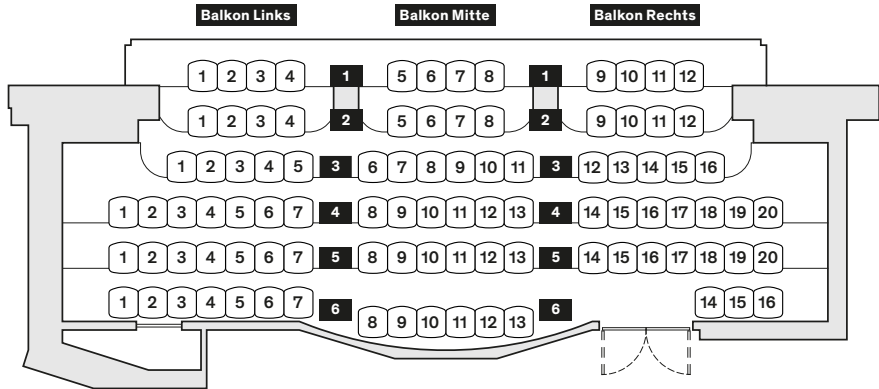 Balkon Links Balkon Mitte Balkon Rechts
1 2 3 4 1 5 6 7 8 1 9 10 11 12
1 2 3 4 2 5 6 7 8 2 9 10 11 12
1 2 3 4 5 3 6 7 8 9 10 11 3 12 13 14 15 16
1 2 3 4 5 6 7 4 8 9 10 11 12 13 4 14 15 16 17 18 19 20
1 2 3 4 5 6 7 5 8 9 10 11 12 13 5 14 15 16 17 18 19 20
1 2 3 4 5 6 7 6 8 9 10 11 12 13 6 14 15 16